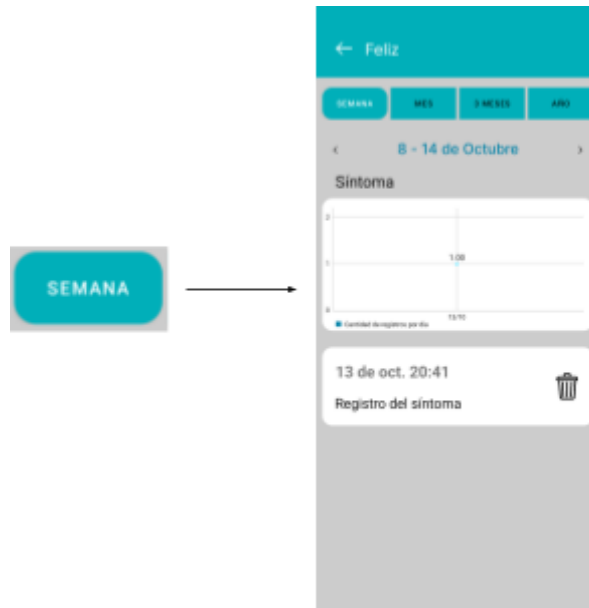 SEMANA
← Feliz
SEMANA MES 3 MESES AÑO
‹ 8 - 14 de Octubre ›
Síntoma
2
1.00
1
0
13/10
Cantidad de registros por día
13 de oct. 20:41
Registro del síntoma